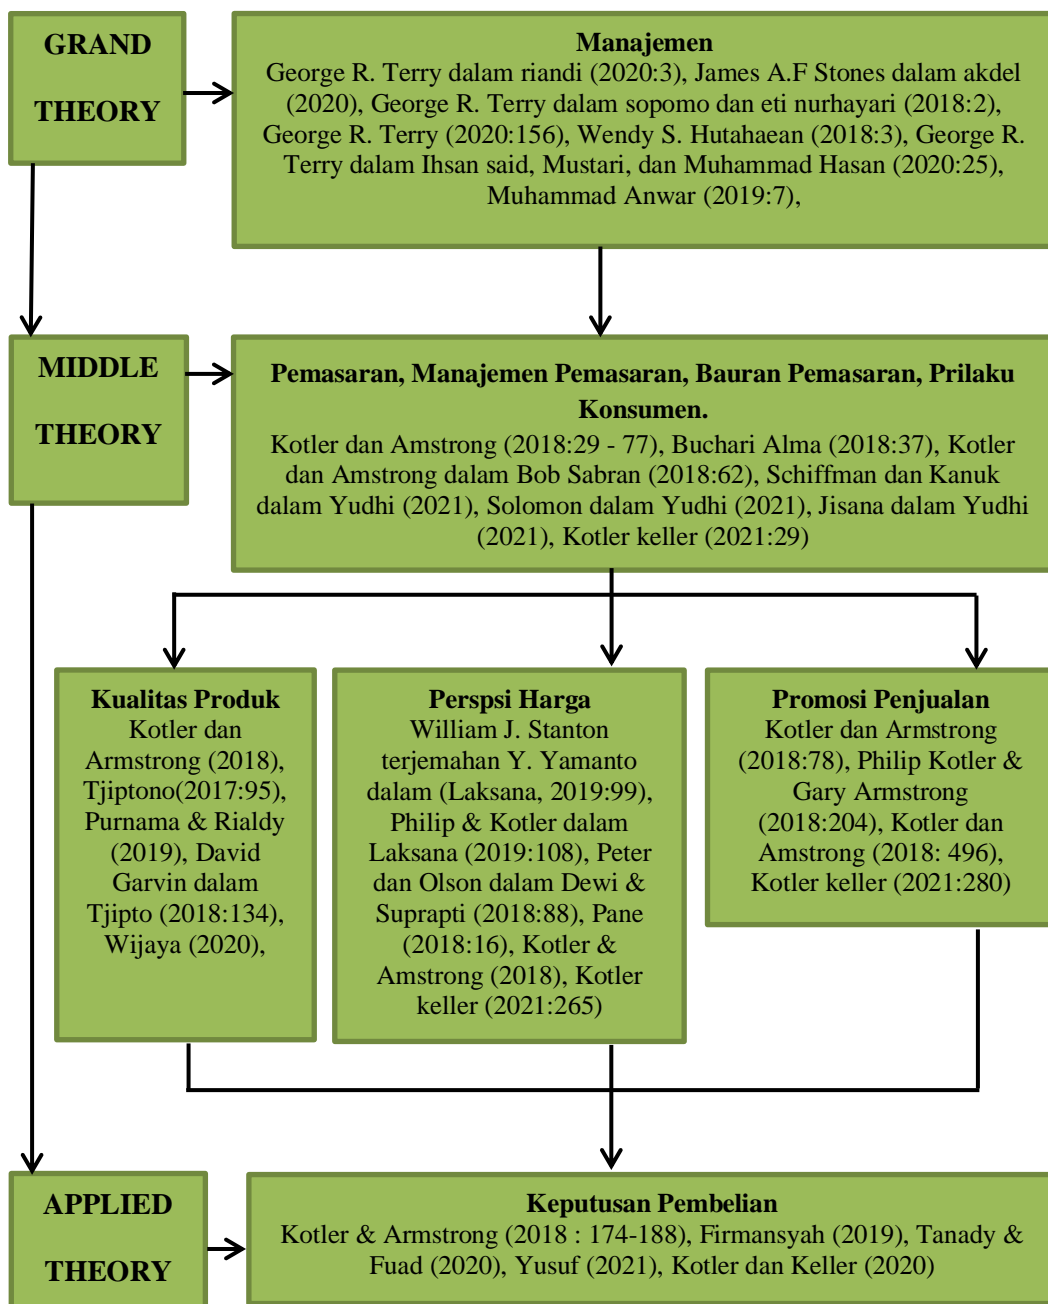 GRAND
THEORY
Manajemen
George R. Terry dalam riandi (2020:3), James A.F Stones dalam akdel
(2020), George R. Terry dalam sopomo dan eti nurhayari (2018:2),
George R. Terry (2020:156), Wendy S. Hutahaean (2018:3), George R.
Terry dalam Ihsan said, Mustari, dan Muhammad Hasan (2020:25),
Muhammad Anwar (2019:7),
MIDDLE
THEORY
Pemasaran, Manajemen Pemasaran, Bauran Pemasaran, Prilaku
Konsumen.
Kotler dan Amstrong (2018:29 - 77), Buchari Alma (2018:37), Kotler
dan Amstrong dalam Bob Sabran (2018:62), Schiffman dan Kanuk
dalam Yudhi (2021), Solomon dalam Yudhi (2021), Jisana dalam Yudhi
(2021), Kotler keller (2021:29)
Kualitas Produk
Kotler dan
Armstrong (2018),
Tjiptono(2017:95),
Purnama & Rialdy
(2019), David
Garvin dalam
Tjipto (2018:134),
Wijaya (2020),
Perspsi Harga
William J. Stanton
terjemahan Y. Yamanto
dalam (Laksana, 2019:99),
Philip & Kotler dalam
Laksana (2019:108), Peter
dan Olson dalam Dewi &
Suprapti (2018:88), Pane
(2018:16), Kotler &
Amstrong (2018), Kotler
keller (2021:265)
Promosi Penjualan
Kotler dan Armstrong
(2018:78), Philip Kotler &
Gary Armstrong
(2018:204), Kotler dan
Amstrong (2018: 496),
Kotler keller (2021:280)
APPLIED
THEORY
Keputusan Pembelian
Kotler & Armstrong (2018 : 174-188), Firmansyah (2019), Tanady &
Fuad (2020), Yusuf (2021), Kotler dan Keller (2020)